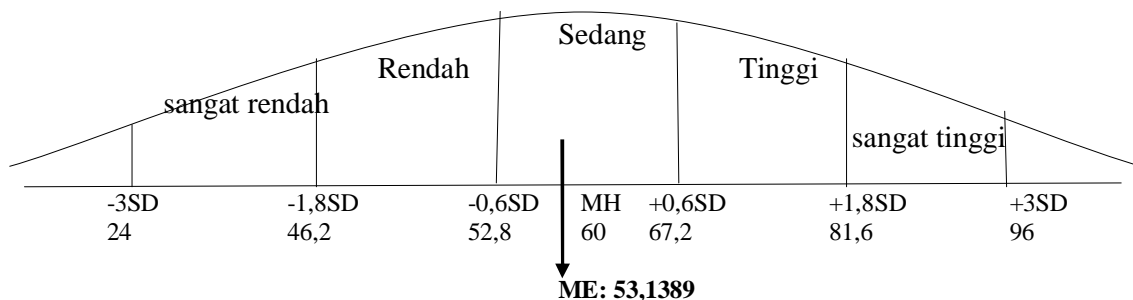 Sedang
Rendah
Tinggi
sangat rendah
sangat tinggi
-3SD -1,8SD -0,6SD MH +0,6SD +1,8SD +3SD
24 46,2 52,8 60 67,2 81,6 96
ME: 53,1389